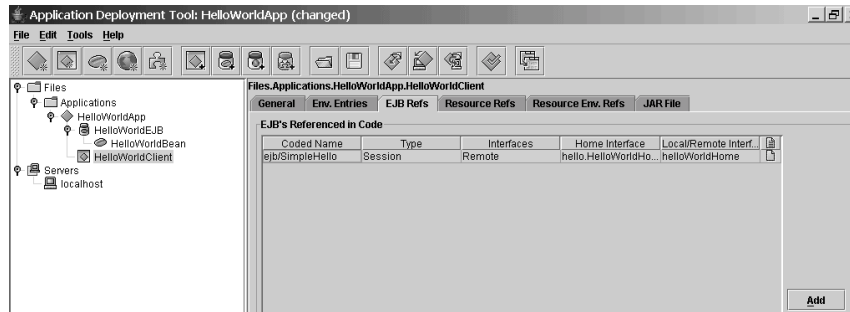 Application Deployment Tool: HelloWorldApp (changed)
File Edit Tools Help
Files
Applications
HelloWorldApp
HelloWorldEJB
HelloWorldBean
HelloWorldClient
Servers
localhost
Files.Applications.HelloWorldApp.HelloWorldClient
General Env. Entries EJB Refs Resource Refs Resource Env. Refs JAR File
EJB's Referenced in Code
Coded Name Type Interfaces Home Interface Local/Remote Interf...
ejb/SimpleHello Session Remote hello.HelloWorldHo... helloWorldHome
Add